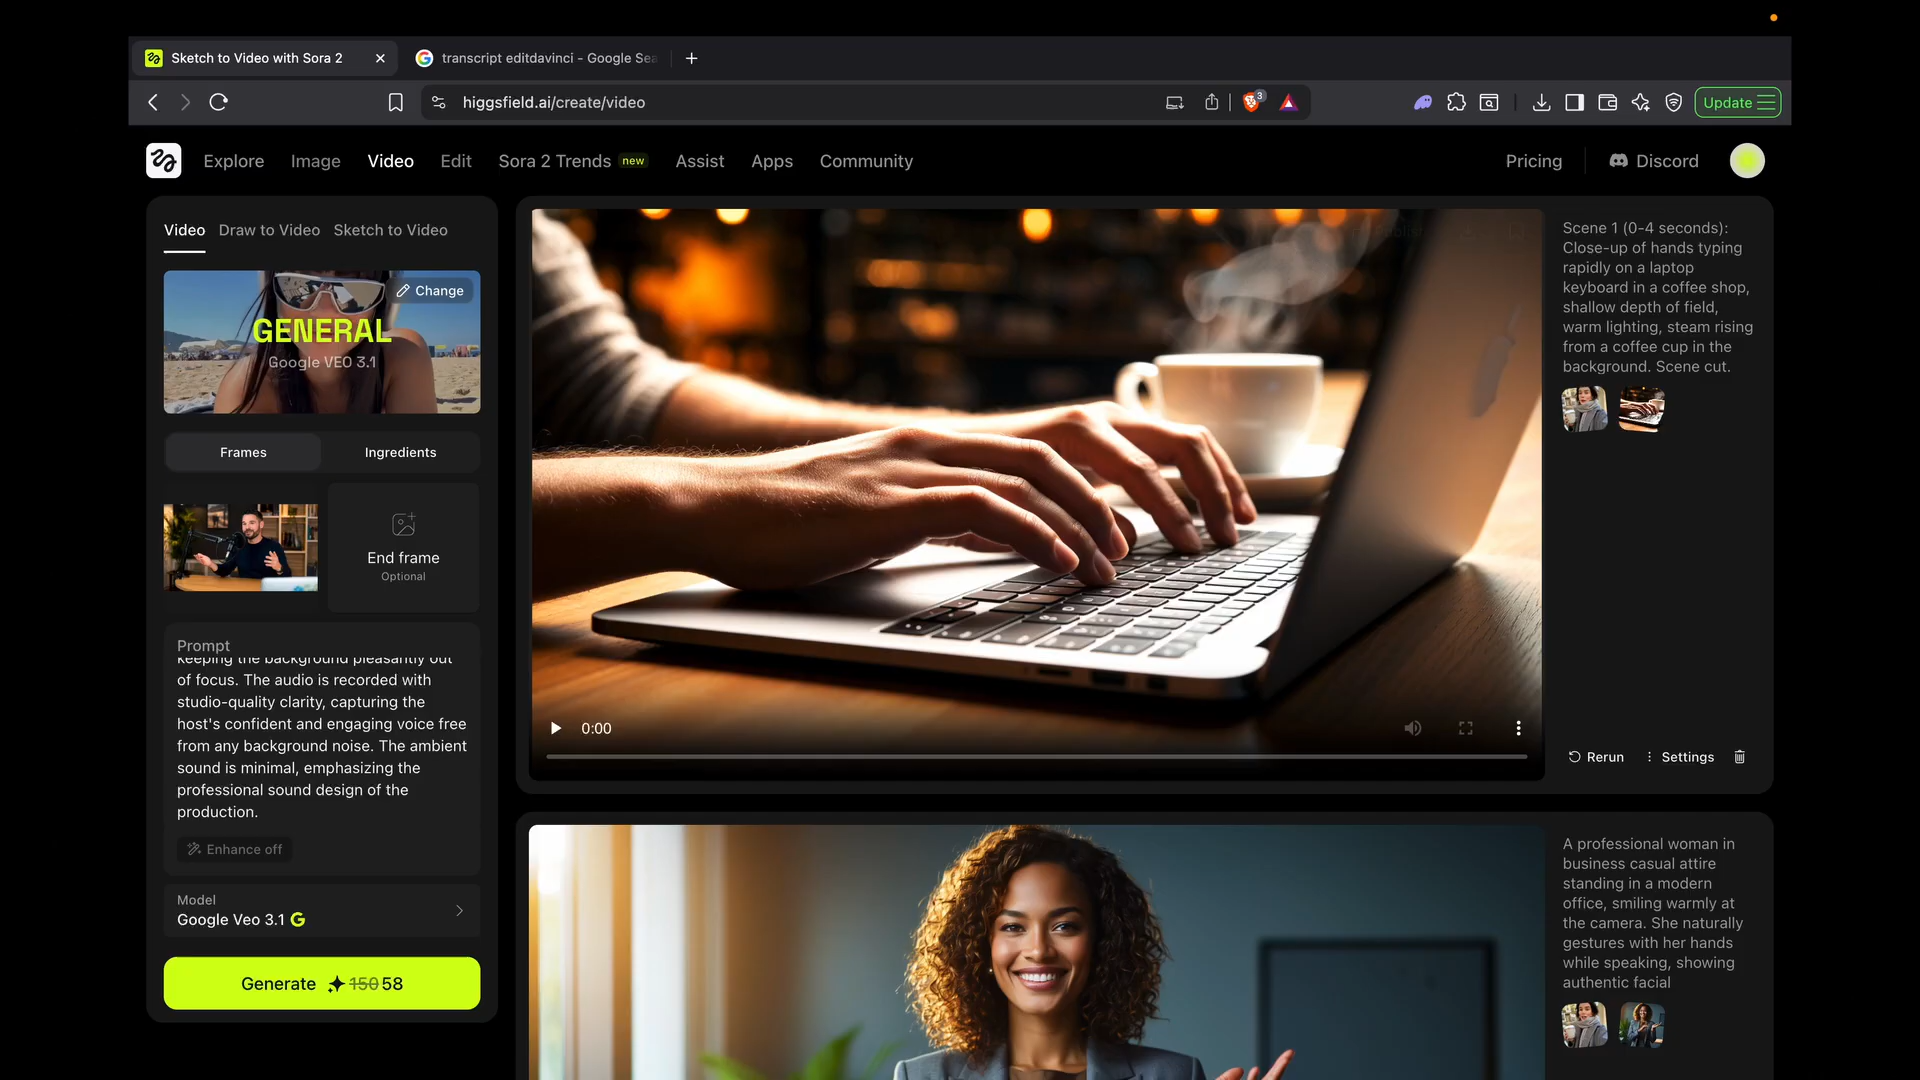 Sketch to Video with Sora 2
transcript editdavinci - Google Sea
higgsfield.ai/create/video
3
Update
Explore
Image
Video
Edit
Sora 2 Trends new
Assist
Apps
Community
Pricing
Discord
Video
Draw to Video
Sketch to Video
Change
GENERAL
Google VEO 3.1
Frames
Ingredients
End frame
Optional
Prompt
keeping the background pleasantly out
of focus. The audio is recorded with
studio-quality clarity, capturing the
host's confident and engaging voice free
from any background noise. The ambient
sound is minimal, emphasizing the
professional sound design of the
production.
Enhance off
Model
Google Veo 3.1
Generate 150 58
0:00
Scene 1 (0-4 seconds):
Close-up of hands typing
rapidly on a laptop
keyboard in a coffee shop,
shallow depth of field,
warm lighting, steam rising
from a coffee cup in the
background. Scene cut.
Rerun
Settings
A professional woman in
business casual attire
standing in a modern
office, smiling warmly at
the camera. She naturally
gestures with her hands
while speaking, showing
authentic facial